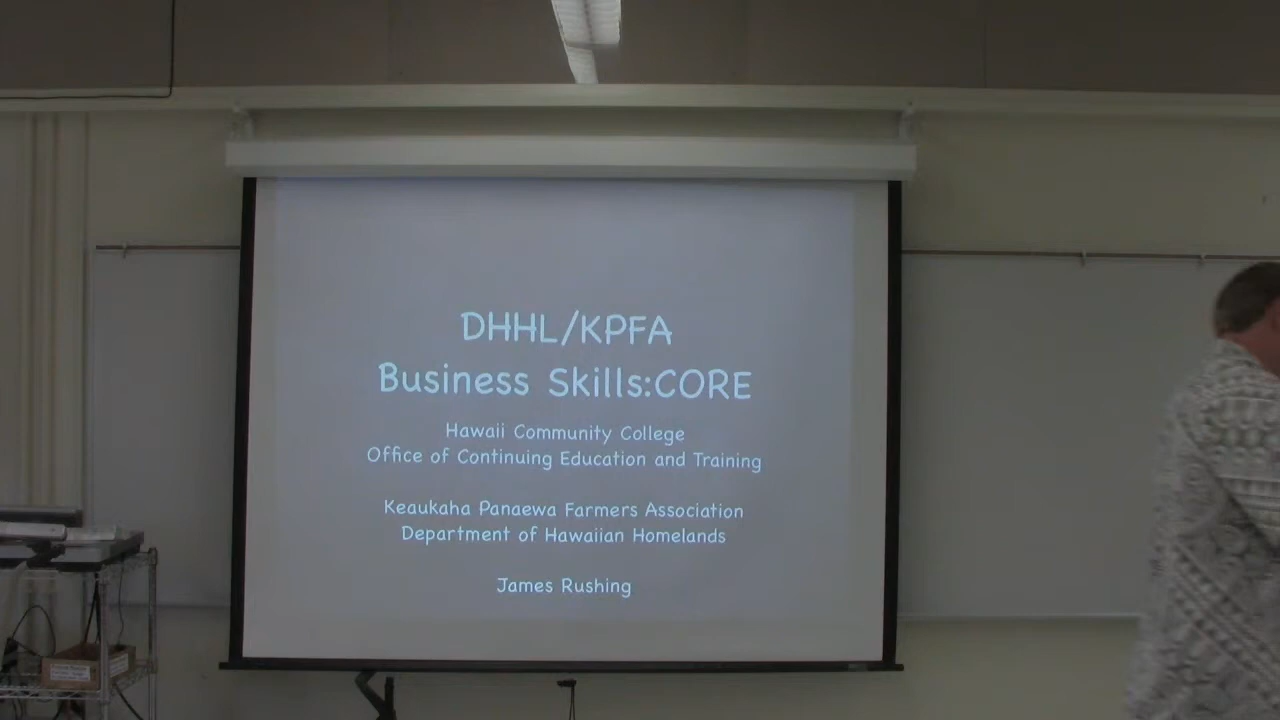 DHHL/KPFA
Business Skills:CORE
Hawaii Community College
Office of Continuing Education and Training
Keaukaha Panaewa Farmers Association
Department of Hawaiian Homelands
James Rushing